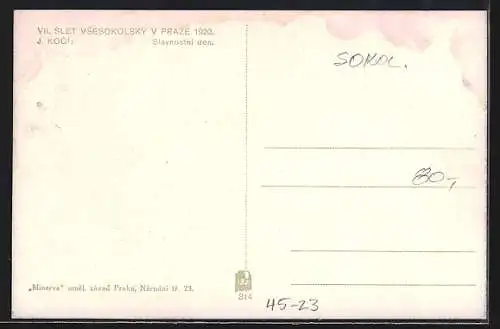 VII. SLET VŠESOKOLSKÝ V PRAZE 1920.
J. KOČÍ: Slavnostní den.
SOKOL.
80,-
„Minerva" uměl. závod Praha, Národní tř. 23.
814
45-23